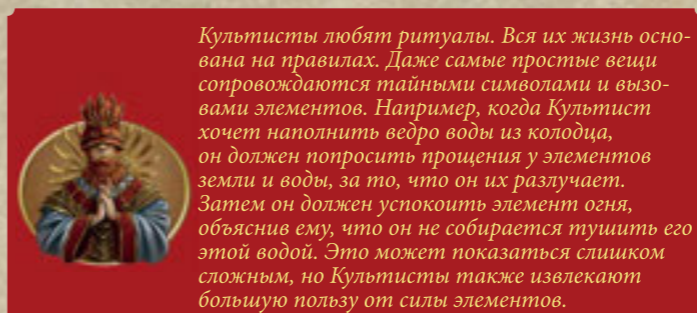 Культисты любят ритуалы. Вся их жизнь осно-
вана на правилах. Даже самые простые вещи
сопровождаются тайными символами и вызо-
вами элементов. Например, когда Культист
хочет наполнить ведро воды из колодца,
он должен попросить прощения у элементов
земли и воды, за то, что он их разлучает.
Затем он должен успокоить элемент огня,
объяснив ему, что он не собирается тушить его
этой водой. Это может показаться слишком
сложным, но Культисты также извлекают
большую пользу от силы элементов.